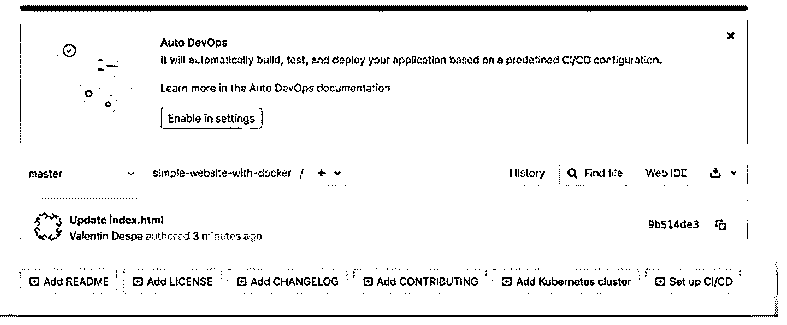 Auto DevOps
It will automatically build, test, and deploy your application based on a predefined CI/CD configuration.
Learn more in the Auto DevOps documentation
Enable in settings
master simple-website-with-docker / + History Find file Web IDE
Update index.html
Valentin Despa authored 3 minutes ago
9b514de3
Add README Add LICENSE Add CHANGELOG Add CONTRIBUTING Add Kubernetes cluster Set up CI/CD